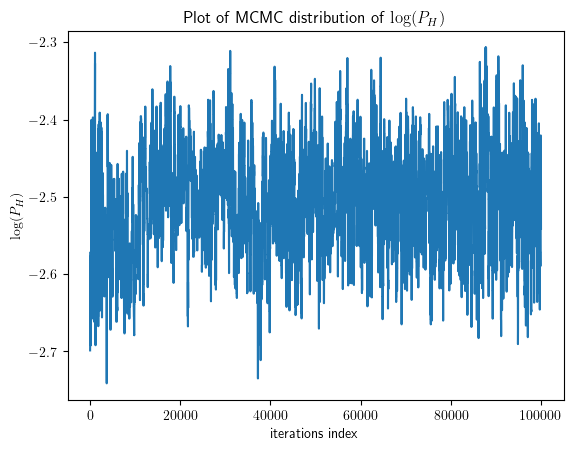 Plot of MCMC distribution of log(P_H)
−2.3
−2.4
−2.5
−2.6
−2.7
log(P_H)
0 20000 40000 60000 80000 100000
iterations index